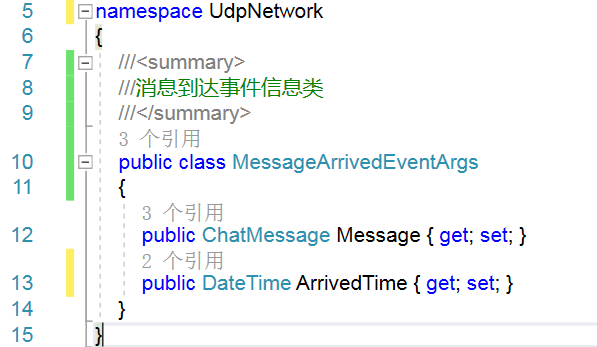 5 namespace UdpNetwork
6 {
7 ///<summary>
8 ///消息到达事件信息类
9 ///</summary>
3 个引用
10 public class MessageArrivedEventArgs
11 {
3 个引用
12 public ChatMessage Message { get; set; }
2 个引用
13 public DateTime ArrivedTime { get; set; }
14 }
15 }